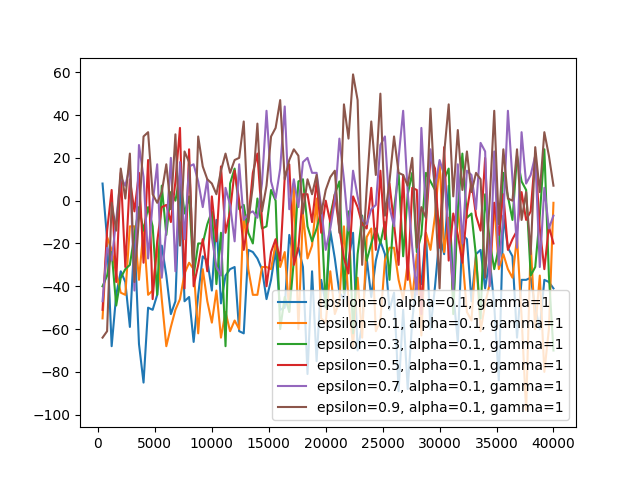 60
40
20
0
−20
−40
−60
−80
−100
epsilon=0, alpha=0.1, gamma=1
epsilon=0.1, alpha=0.1, gamma=1
epsilon=0.3, alpha=0.1, gamma=1
epsilon=0.5, alpha=0.1, gamma=1
epsilon=0.7, alpha=0.1, gamma=1
epsilon=0.9, alpha=0.1, gamma=1
0 5000 10000 15000 20000 25000 30000 35000 40000